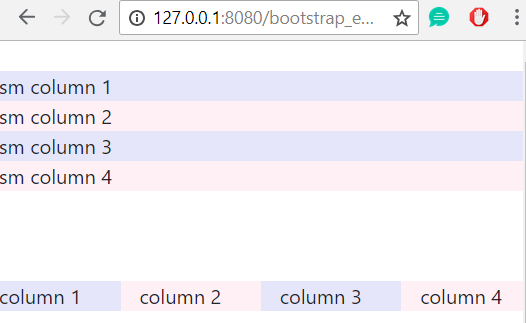 127.0.0.1:8080/bootstrap_e...
sm column 1
sm column 2
sm column 3
sm column 4
column 1 column 2 column 3 column 4